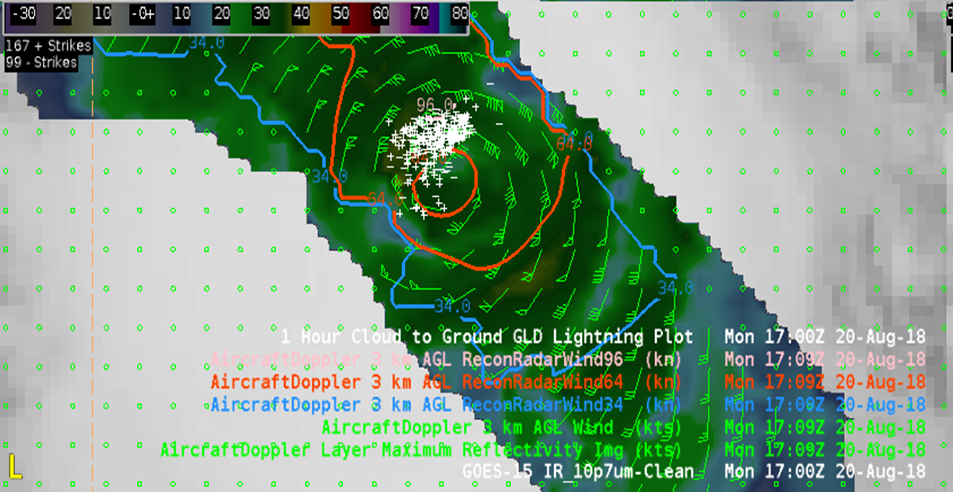 -30 20 10 -0+ 10 20 30 40 50 60 70 80
167 + Strikes
99 - Strikes
34.0
96.0
64.0
34.0
64.0
34.0
34.0
1 Hour Cloud to Ground GLD Lightning Plot Mon 17:00Z 20-Aug-18
AircraftDoppler 3 km AGL ReconRadarWind96 (kn) Mon 17:09Z 20-Aug-18
AircraftDoppler 3 km AGL ReconRadarWind64 (kn) Mon 17:09Z 20-Aug-18
AircraftDoppler 3 km AGL ReconRadarWind34 (kn) Mon 17:09Z 20-Aug-18
AircraftDoppler 3 km AGL Wind (kts) Mon 17:09Z 20-Aug-18
AircraftDoppler Layer Maximum Reflectivity Img (kts) Mon 17:09Z 20-Aug-18
GOES-15 IR_10p7um-Clean Mon 17:00Z 20-Aug-18
L